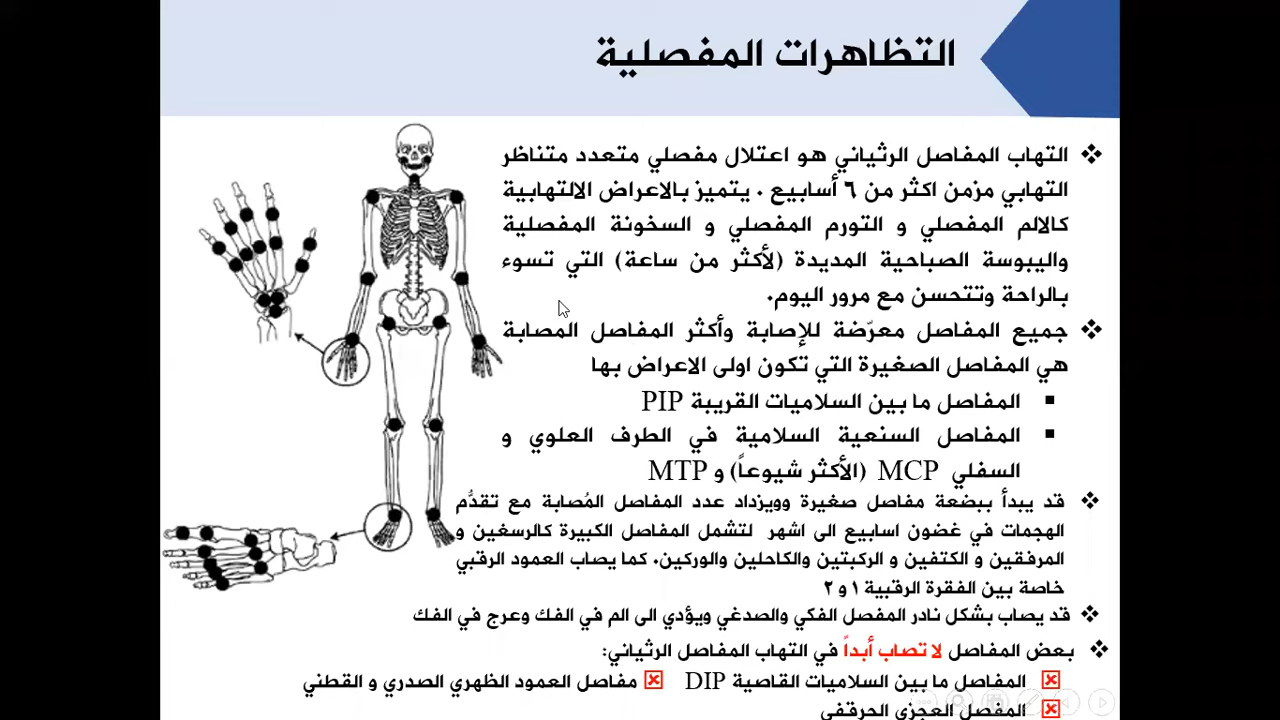 التظاهرات المفصلية
❖ التهاب المفاصل الرثياني هو اعتلال مفصلي متعدد متناظر
التهابي مزمن اكثر من ٦ أسابيع . يتميز بالاعراض الالتهابية
كالالم المفصلي و التورم المفصلي و السخونة المفصلية
واليبوسة الصباحية المديدة (لأكثر من ساعة) التي تسوء
بالراحة وتتحسن مع مرور اليوم.
❖ جميع المفاصل معرّضة للإصابة وأكثر المفاصل المصابة
هي المفاصل الصغيرة التي تكون اولى الاعراض بها
▪ المفاصل ما بين السلاميات القريبة PIP
▪ المفاصل السنعية السلامية في الطرف العلوي و
السفلي MCP (الأكثر شيوعاً) و MTP
❖ قد يبدأ ببضعة مفاصل صغيرة وويزداد عدد المفاصل المُصابة مع تقدُّم
الهجمات في غضون اسابيع الى اشهر لتشمل المفاصل الكبيرة كالرسغين و
المرفقين و الكتفين و الركبتين والكاحلين والوركين. كما يصاب العمود الرقبي
خاصة بين الفقرة الرقبية ١ و ٢
❖ قد يصاب بشكل نادر المفصل الفكي والصدغي ويؤدي الى الم في الفك وعرج في الفك
❖ بعض المفاصل لا تصاب أبداً في التهاب المفاصل الرثياني:
المفاصل ما بين السلاميات القاصية DIP
مفاصل العمود الظهري الصدري و القطني
المفصل العجزي الحرقفي